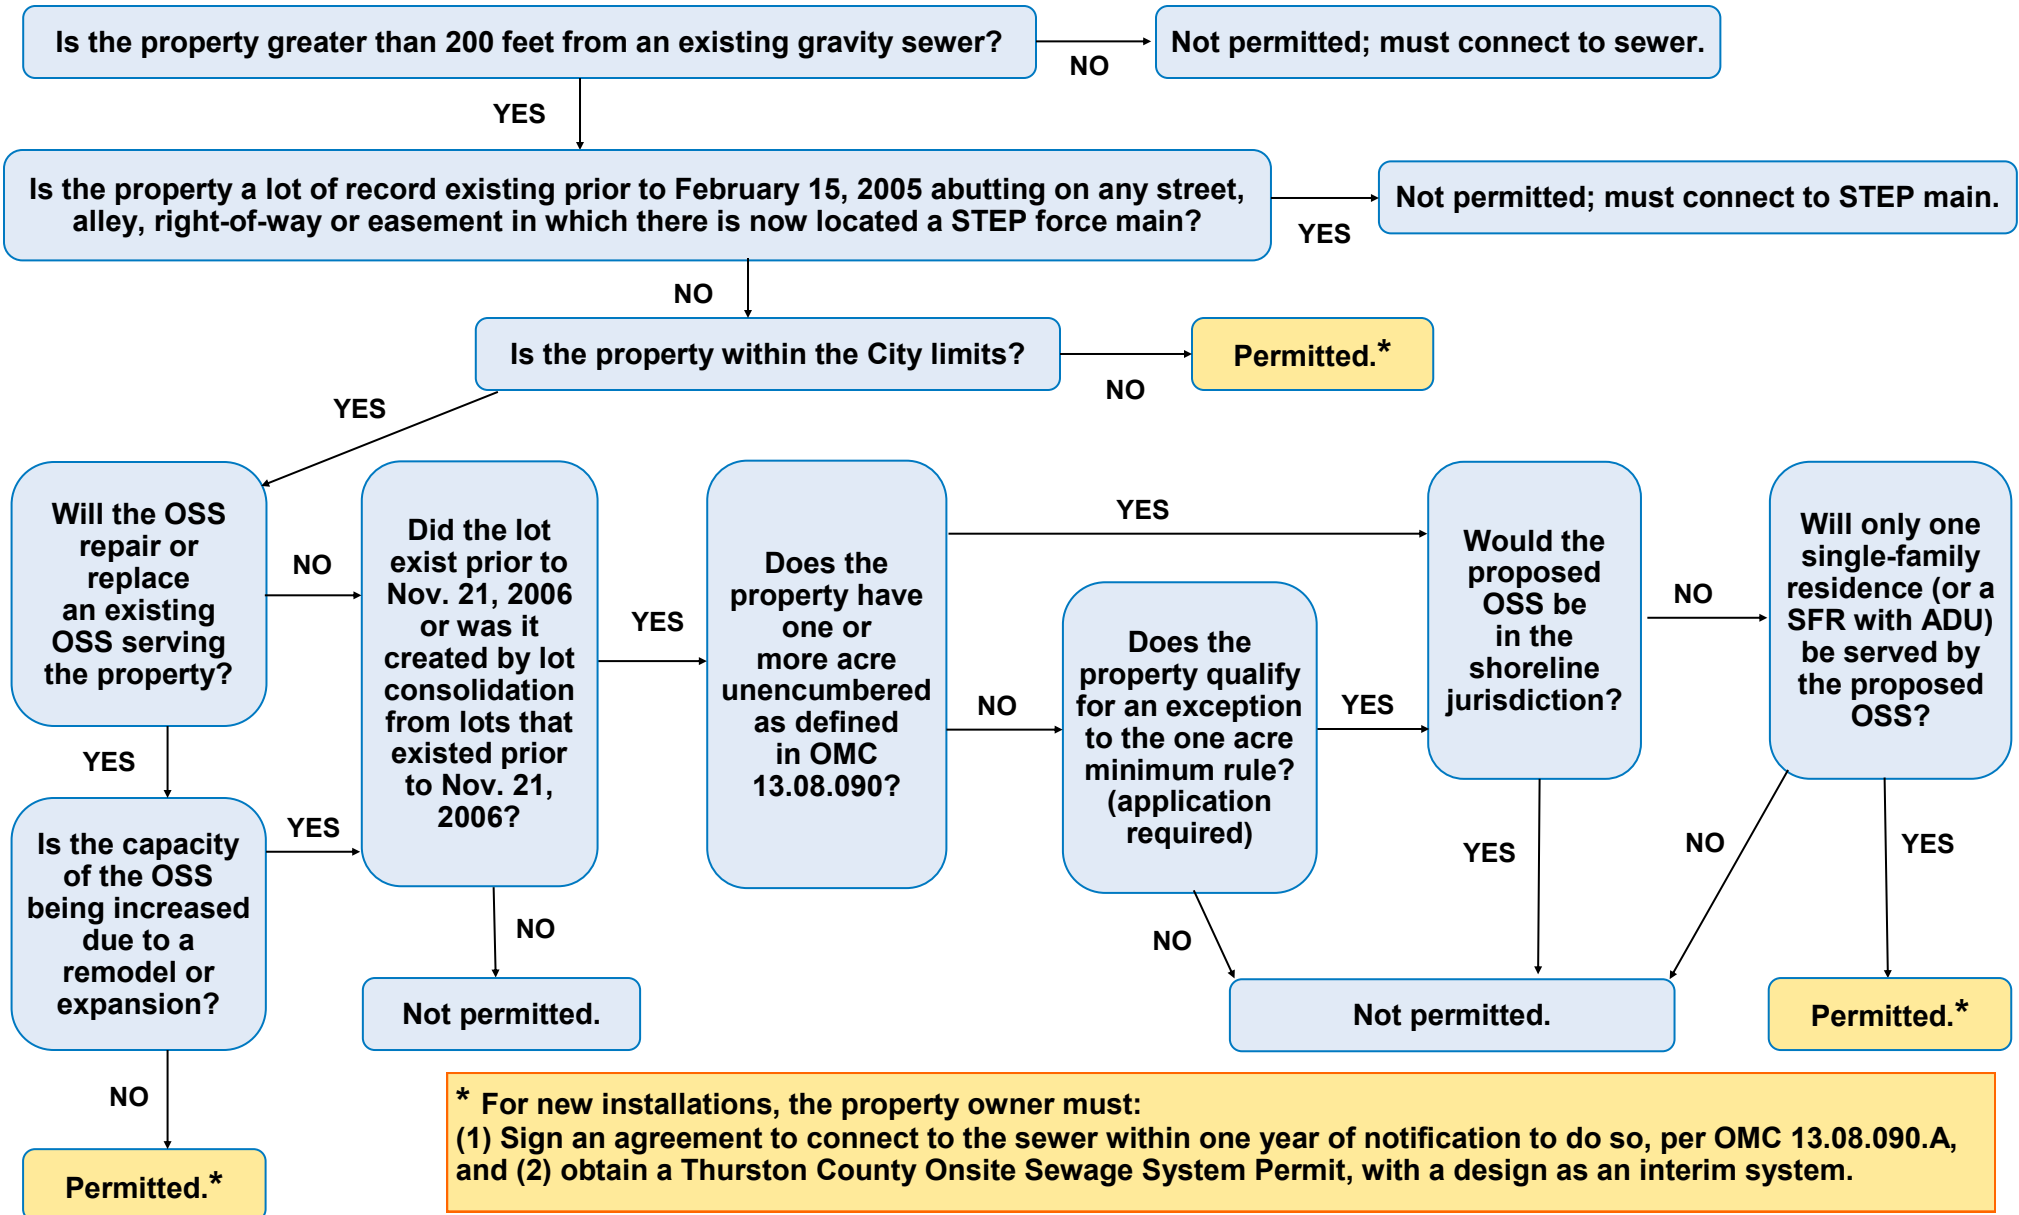 Is the property greater than 200 feet from an existing gravity sewer?
NO
Not permitted; must connect to sewer.
YES
Is the property a lot of record existing prior to February 15, 2005 abutting on any street,
alley, right-of-way or easement in which there is now located a STEP force main?
YES
Not permitted; must connect to STEP main.
NO
Is the property within the City limits?
NO
Permitted.*
YES
Will the OSS
repair or
replace
an existing
OSS serving
the property?
NO
YES
Is the capacity
of the OSS
being increased
due to a
remodel or
expansion?
YES
NO
Permitted.*
Did the lot
exist prior to
Nov. 21, 2006
or was it
created by lot
consolidation
from lots that
existed prior
to Nov. 21,
2006?
YES
NO
Not permitted.
Does the
property have
one or
more acre
unencumbered
as defined
in OMC
13.08.090?
YES
NO
Does the
property qualify
for an exception
to the one acre
minimum rule?
(application
required)
YES
NO
Would the
proposed
OSS be
in the
shoreline
jurisdiction?
NO
YES
Not permitted.
Will only one
single-family
residence (or a
SFR with ADU)
be served by
the proposed
OSS?
NO
YES
Permitted.*
* For new installations, the property owner must:
(1) Sign an agreement to connect to the sewer within one year of notification to do so, per OMC 13.08.090.A,
and (2) obtain a Thurston County Onsite Sewage System Permit, with a design as an interim system.